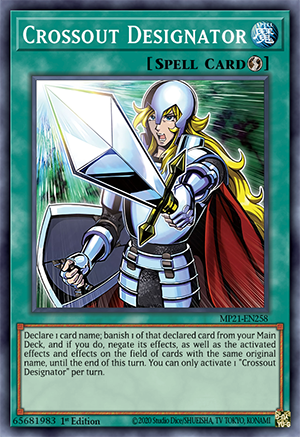 Crossout Designator
[Spell Card]
MP21-EN258
Declare 1 card name; banish 1 of that declared card from your Main
Deck, and if you do, negate its effects, as well as the activated
effects and effects on the field of cards with the same original
name, until the end of this turn. You can only activate 1 "Crossout
Designator" per turn.
65681983 1st Edition ©2020 Studio Dice/SHUEISHA, TV TOKYO, KONAMI